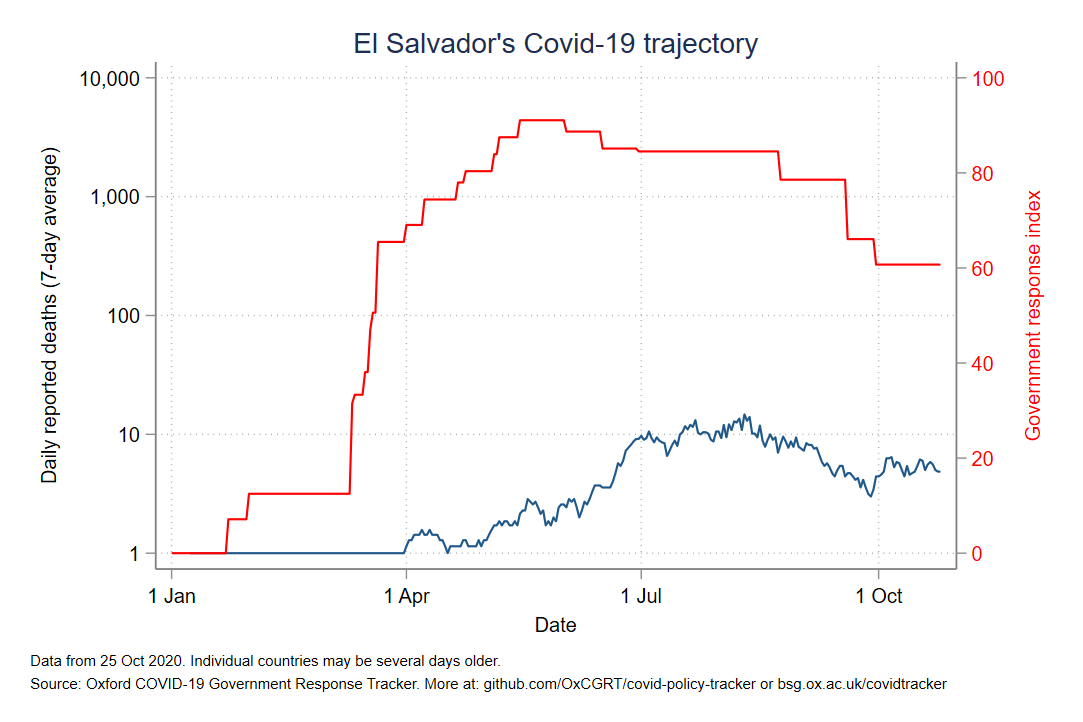 El Salvador's Covid-19 trajectory
10,000
1,000
100
10
1
Daily reported deaths (7-day average)
100
80
60
40
20
0
Government response index
1 Jan
1 Apr
1 Jul
1 Oct
Date
Data from 25 Oct 2020. Individual countries may be several days older.
Source: Oxford COVID-19 Government Response Tracker. More at: github.com/OxCGRT/covid-policy-tracker or bsg.ox.ac.uk/covidtracker